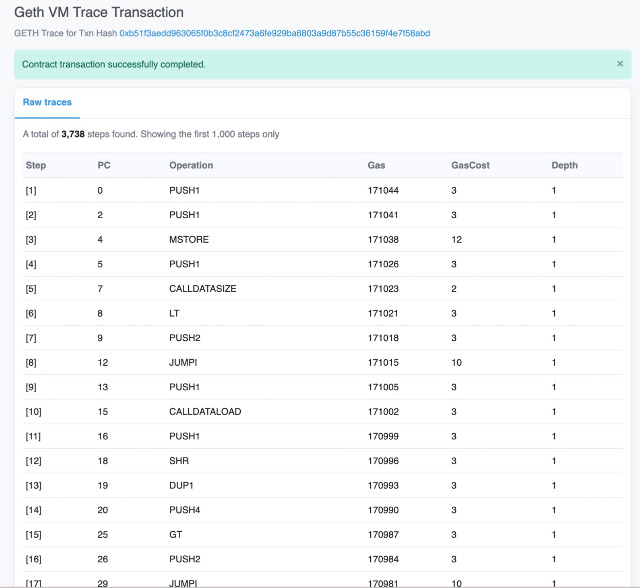 Geth VM Trace Transaction
GETH Trace for Txn Hash 0xb51f3aedd963065f0b3c8cf2473a6fe929ba6803a9d87b55c36159f4e7f58abd
Contract transaction successfully completed. ×
Raw traces
A total of 3,738 steps found. Showing the first 1,000 steps only
Step PC Operation Gas GasCost Depth
[1] 0 PUSH1 171044 3 1
[2] 2 PUSH1 171041 3 1
[3] 4 MSTORE 171038 12 1
[4] 5 PUSH1 171026 3 1
[5] 7 CALLDATASIZE 171023 2 1
[6] 8 LT 171021 3 1
[7] 9 PUSH2 171018 3 1
[8] 12 JUMPI 171015 10 1
[9] 13 PUSH1 171005 3 1
[10] 15 CALLDATALOAD 171002 3 1
[11] 16 PUSH1 170999 3 1
[12] 18 SHR 170996 3 1
[13] 19 DUP1 170993 3 1
[14] 20 PUSH4 170990 3 1
[15] 25 GT 170987 3 1
[16] 26 PUSH2 170984 3 1
[17] 29 JUMPI 170981 10 1